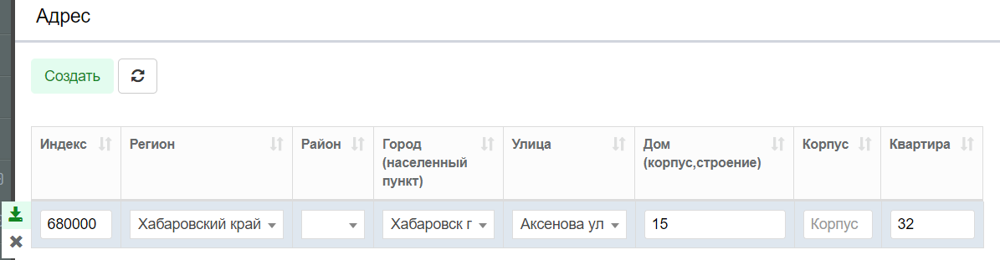 Адрес
Создать
Индекс Регион Район Город (населенный пункт) Улица Дом (корпус,строение) Корпус Квартира
680000 Хабаровский край Хабаровск г Аксенова ул 15 Корпус 32